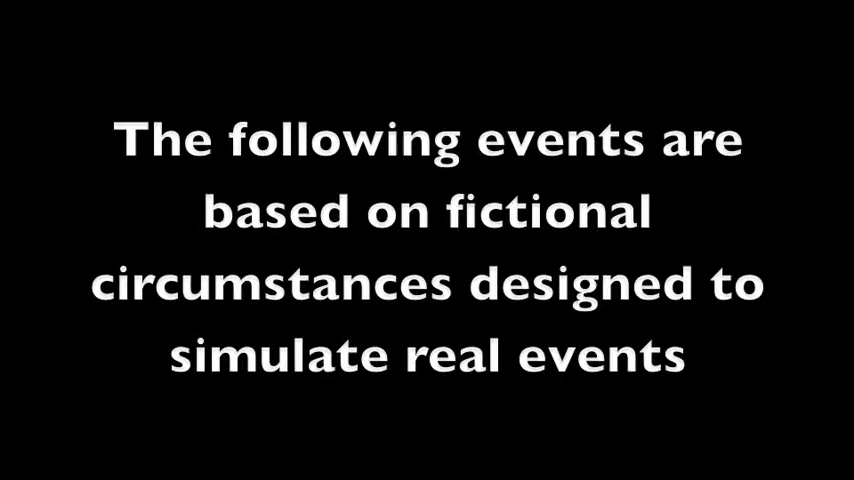 The following events are
based on fictional
circumstances designed to
simulate real events